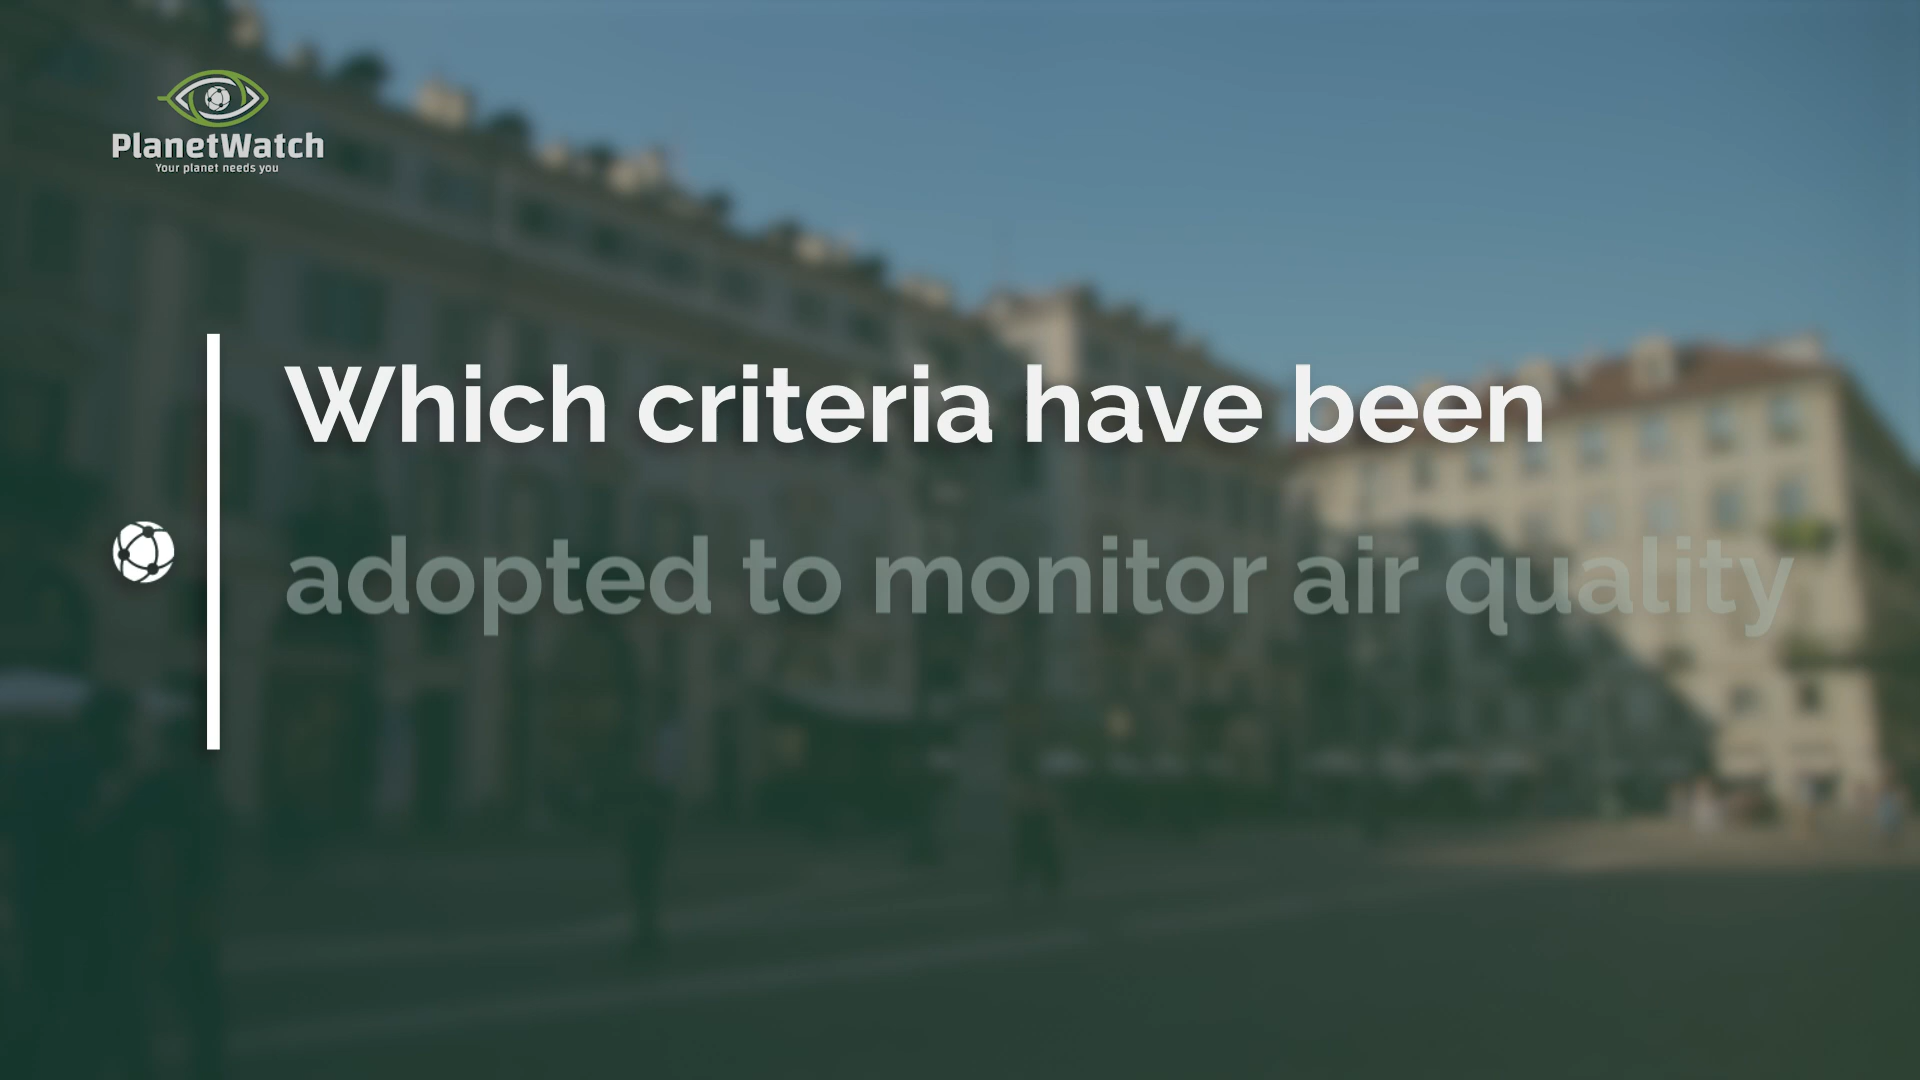 PlanetWatch
Your planet needs you
Which criteria have been
adopted to monitor air quality